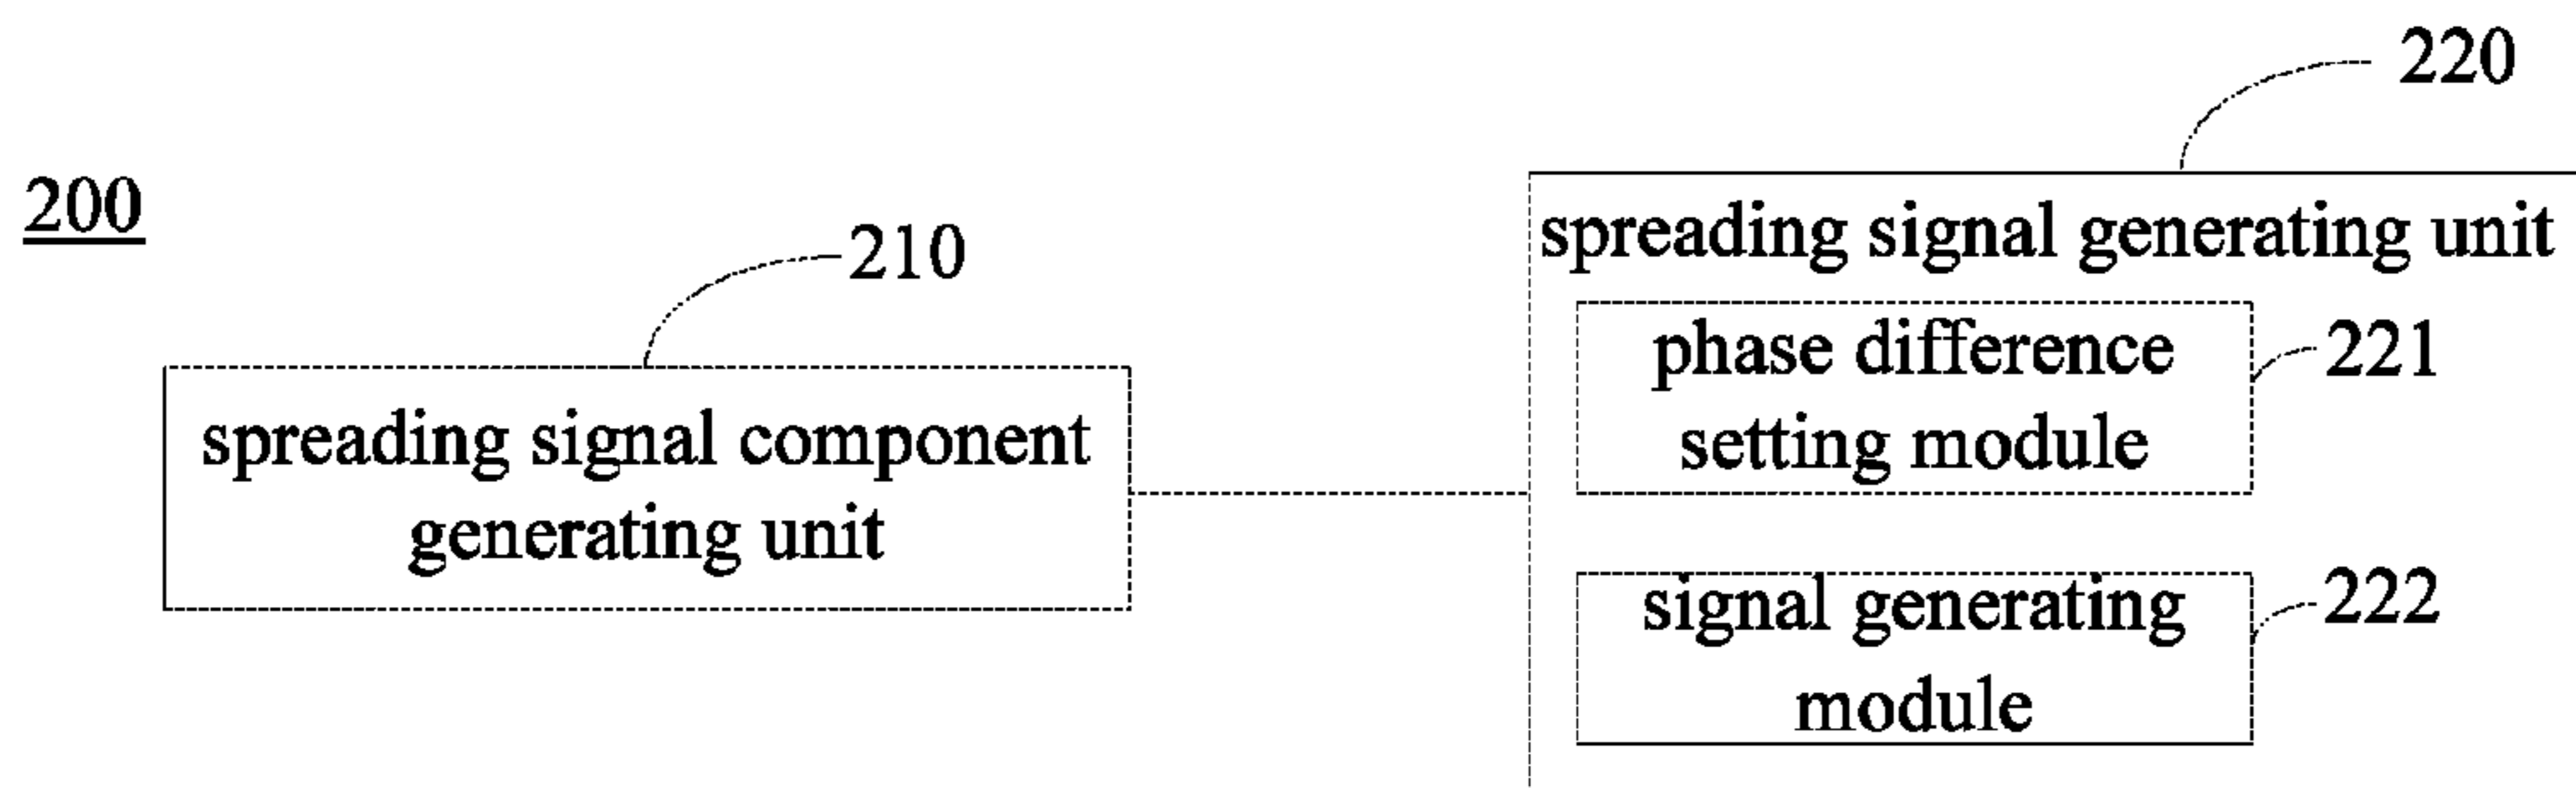 220
200
210
spreading signal generating unit
phase difference
setting module
221
spreading signal component
generating unit
signal generating
module
222